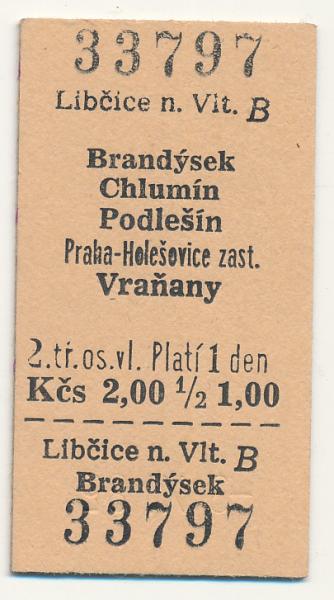 33797
Libčice n. Vlt. B
Brandýsek
Chlumín
Podlešín
Praha-Holešovice zast.
Vraňany
2.tř.os.vl. Platí 1 den
Kčs 2,00 ½ 1,00
Libčice n. Vlt. B
Brandýsek
33797